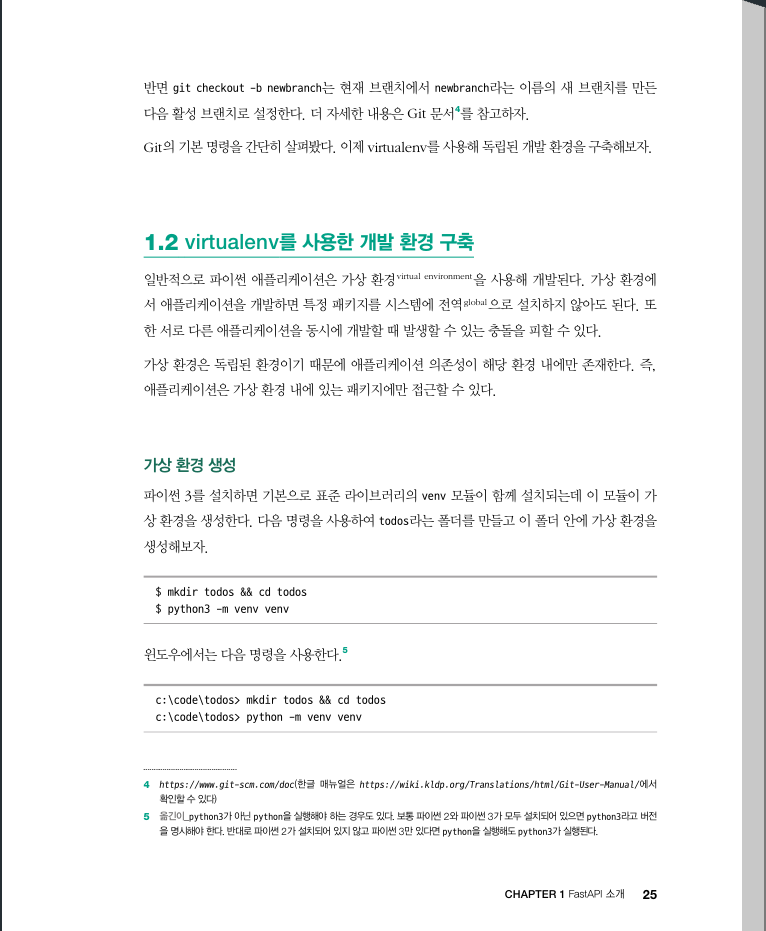 반면 git checkout -b newbranch는 현재 브랜치에서 newbranch라는 이름의 새 브랜치를 만든
다음 활성 브랜치로 설정한다. 더 자세한 내용은 Git 문서4를 참고하자.
Git의 기본 명령을 간단히 살펴봤다. 이제 virtualenv를 사용해 독립된 개발 환경을 구축해보자.
1.2 virtualenv를 사용한 개발 환경 구축
일반적으로 파이썬 애플리케이션은 가상 환경virtual environment을 사용해 개발된다. 가상 환경에
서 애플리케이션을 개발하면 특정 패키지를 시스템에 전역global으로 설치하지 않아도 된다. 또
한 서로 다른 애플리케이션을 동시에 개발할 때 발생할 수 있는 충돌을 피할 수 있다.
가상 환경은 독립된 환경이기 때문에 애플리케이션 의존성이 해당 환경 내에만 존재한다. 즉,
애플리케이션은 가상 환경 내에 있는 패키지에만 접근할 수 있다.
가상 환경 생성
파이썬 3를 설치하면 기본으로 표준 라이브러리의 venv 모듈이 함께 설치되는데 이 모듈이 가
상 환경을 생성한다. 다음 명령을 사용하여 todos라는 폴더를 만들고 이 폴더 안에 가상 환경을
생성해보자.
$ mkdir todos && cd todos
$ python3 -m venv venv
윈도우에서는 다음 명령을 사용한다.5
c:\code\todos> mkdir todos && cd todos
c:\code\todos> python -m venv venv
4 https://www.git-scm.com/doc(한글 매뉴얼은 https://wiki.kldp.org/Translations/html/Git-User-Manual/에서
확인할 수 있다)
5 옮긴이_python3가 아닌 python을 실행해야 하는 경우도 있다. 보통 파이썬 2와 파이썬 3가 모두 설치되어 있으면 python3라고 버전
을 명시해야 한다. 반대로 파이썬 2가 설치되어 있지 않고 파이썬 3만 있다면 python을 실행해도 python3가 실행된다.
CHAPTER 1 FastAPI 소개 25